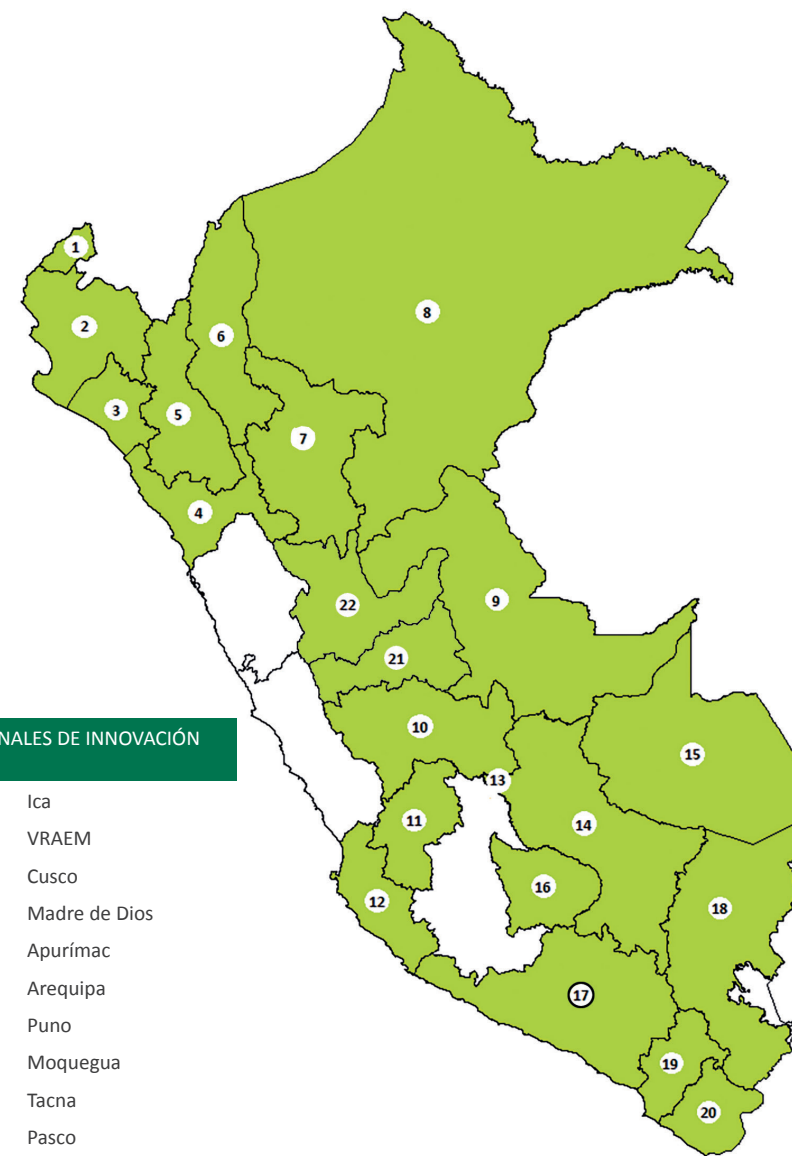 1
2
6
8
3
5
7
4
22
9
21
10
15
13
11
14
16
12
18
17
19
20
NALES DE INNOVACIÓN
Ica
VRAEM
Cusco
Madre de Dios
Apurímac
Arequipa
Puno
Moquegua
Tacna
Pasco